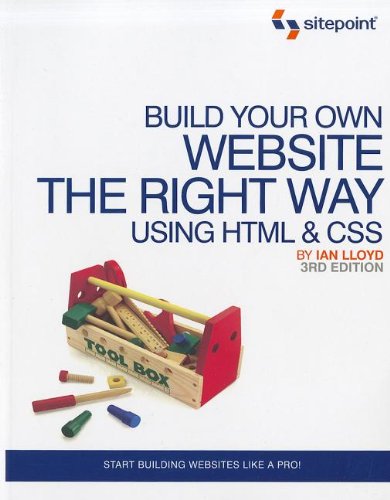 sitepoint
BUILD YOUR OWN
WEBSITE
THE RIGHT WAY
USING HTML & CSS
BY IAN LLOYD
3RD EDITION
TOOL BOX
START BUILDING WEBSITES LIKE A PRO!